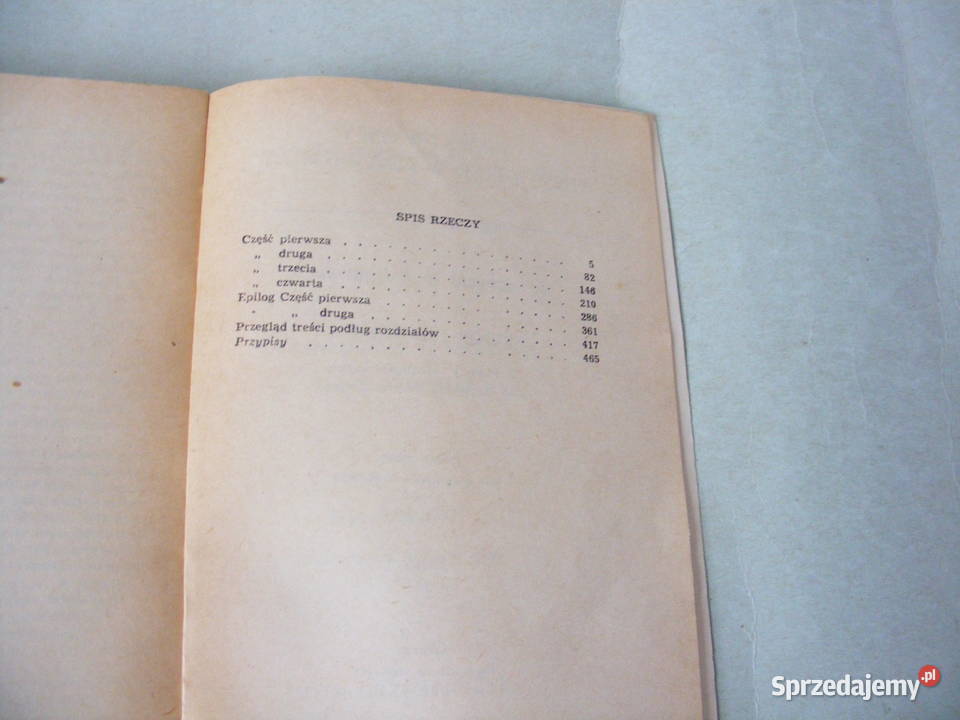 SPIS RZECZY
Część pierwsza . . . . . . . . . . . . . 5
„ druga . . . . . . . . . . . . . 82
„ trzecia . . . . . . . . . . . . . 146
„ czwarta . . . . . . . . . . . . . 210
Epilog Część pierwsza . . . . . . . . . . . 286
" „ druga . . . . . . . . . . . 361
Przegląd treści podług rozdziałów . . . . . . . . 417
Przypisy . . . . . . . . . . . . . 465
Sprzedajemy.pl